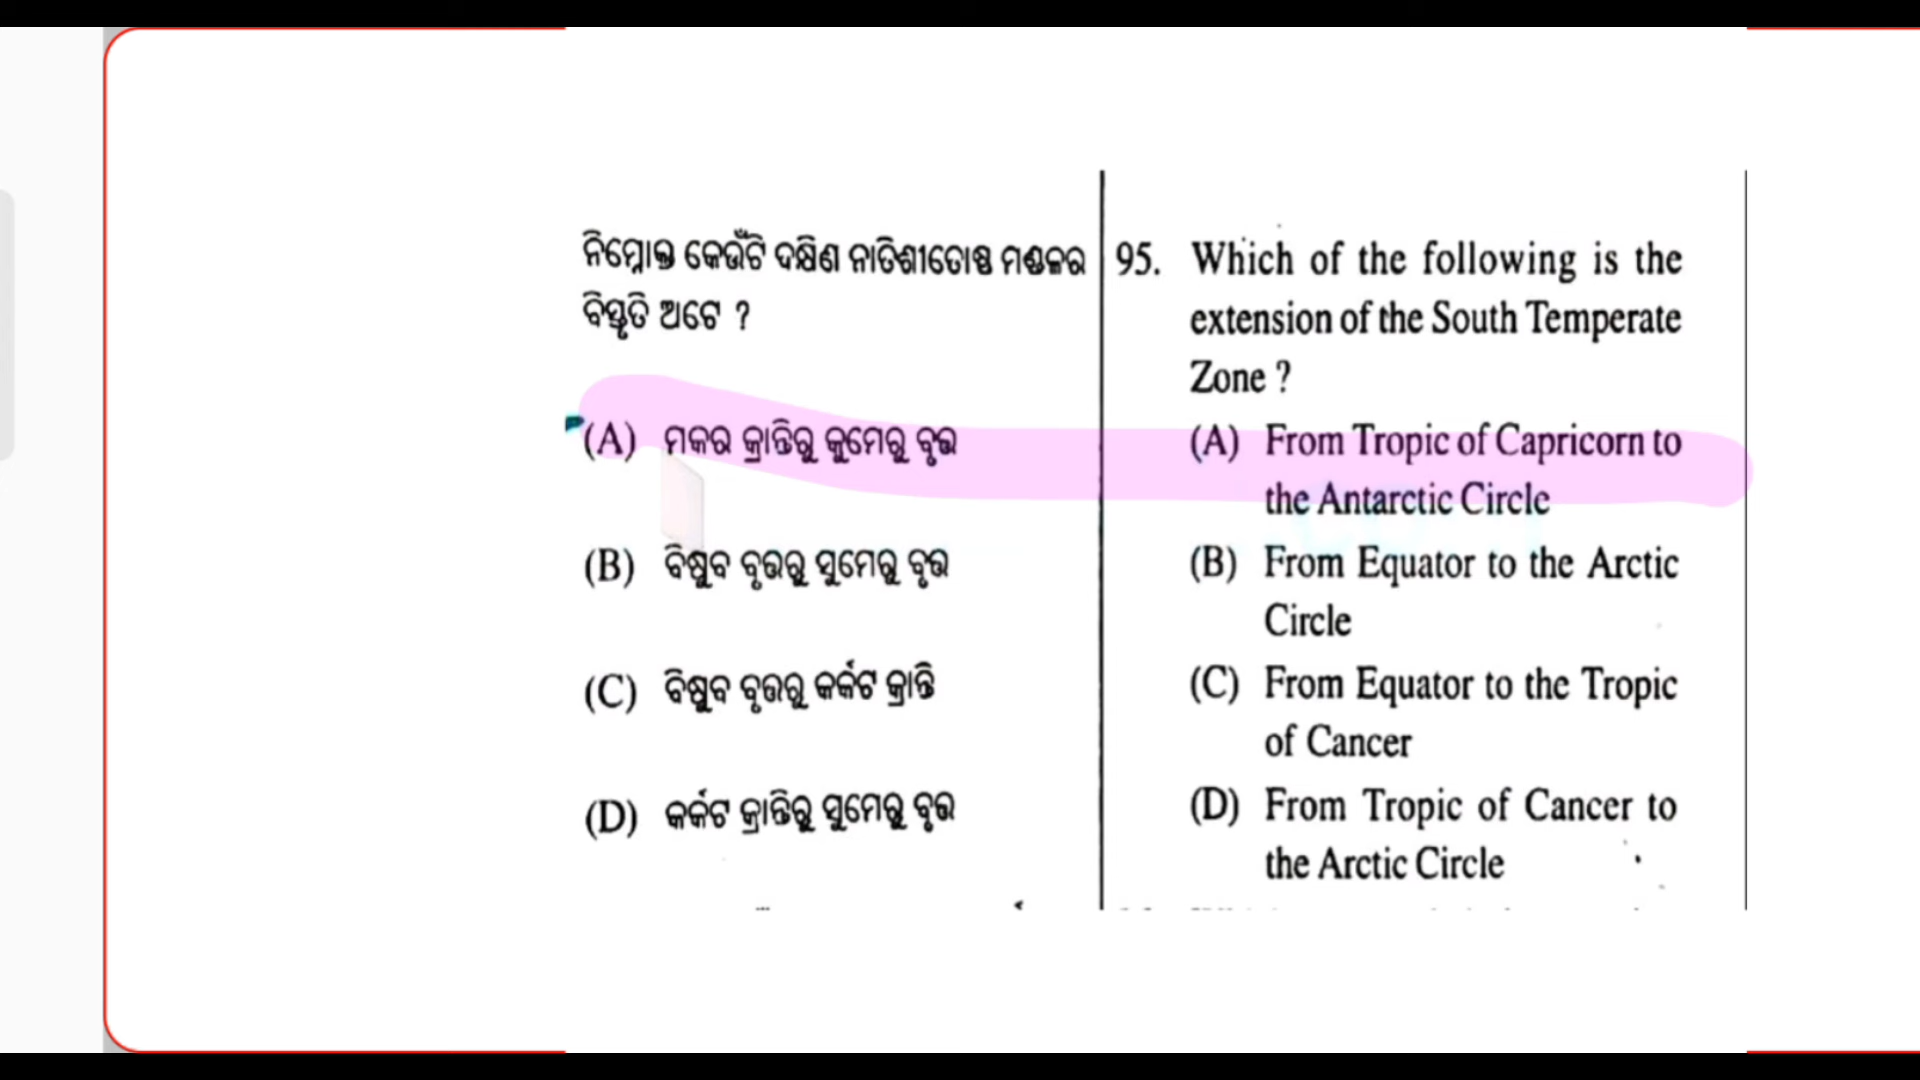 ନିମ୍ନୋକ୍ତ କେଉଁଟି ଦକ୍ଷିଣ ନାତିଶୀତୋଷ୍ଣ ମଣ୍ଡଳର
ବିସ୍ତୃତି ଅଟେ ?
(A) ମକର କ୍ରାନ୍ତିରୁ କୁମେରୁ ବୃତ୍ତ
(B) ବିଷୁବ ବୃତ୍ତରୁ ସୁମେରୁ ବୃତ୍ତ
(C) ବିଷୁବ ବୃତ୍ତରୁ କର୍କଟ କ୍ରାନ୍ତି
(D) କର୍କଟ କ୍ରାନ୍ତିରୁ ସୁମେରୁ ବୃତ୍ତ
95. Which of the following is the
extension of the South Temperate
Zone ?
(A) From Tropic of Capricorn to
the Antarctic Circle
(B) From Equator to the Arctic
Circle
(C) From Equator to the Tropic
of Cancer
(D) From Tropic of Cancer to
the Arctic Circle